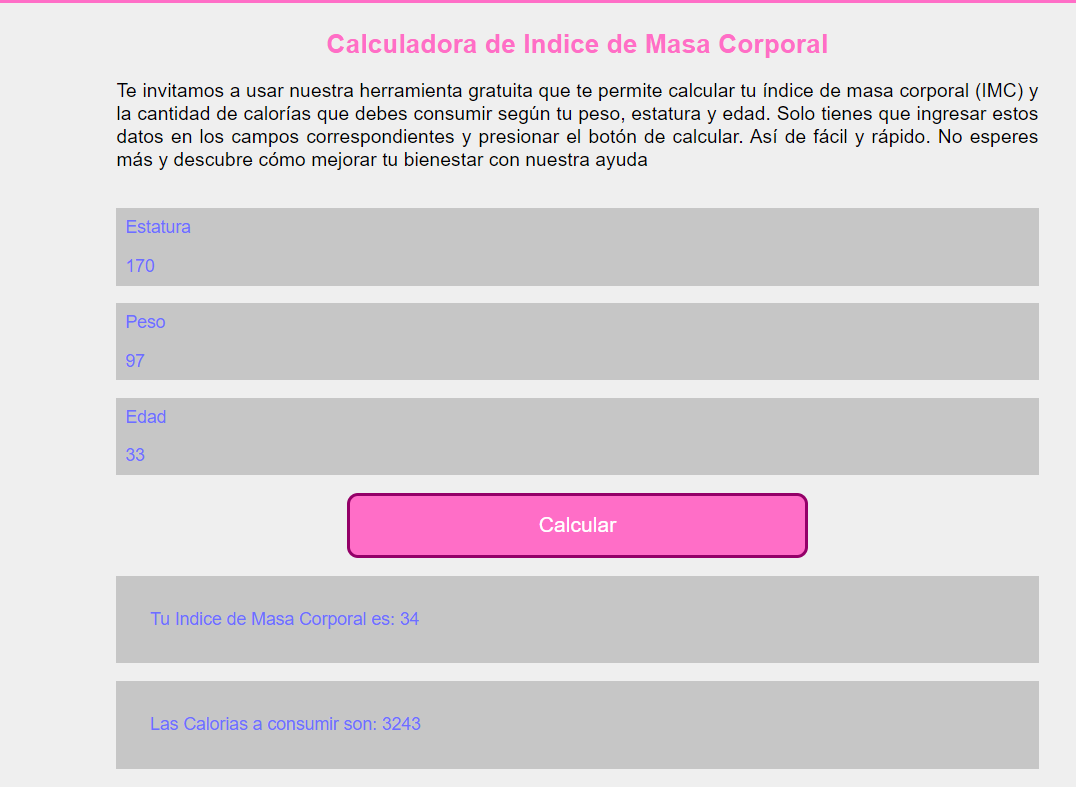 Calculadora de Indice de Masa Corporal
Te invitamos a usar nuestra herramienta gratuita que te permite calcular tu índice de masa corporal (IMC) y
la cantidad de calorías que debes consumir según tu peso, estatura y edad. Solo tienes que ingresar estos
datos en los campos correspondientes y presionar el botón de calcular. Así de fácil y rápido. No esperes
más y descubre cómo mejorar tu bienestar con nuestra ayuda
Estatura
170
Peso
97
Edad
33
Calcular
Tu Indice de Masa Corporal es: 34
Las Calorias a consumir son: 3243